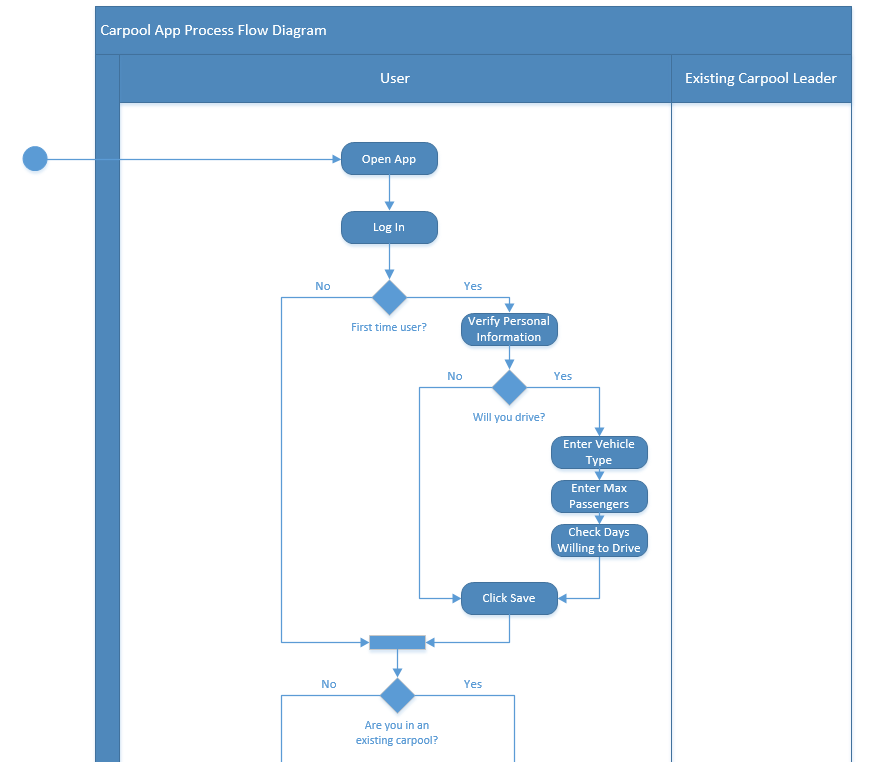 Carpool App Process Flow Diagram
User
Existing Carpool Leader
Open App
Log In
No
Yes
First time user?
Verify Personal
Information
No
Yes
Will you drive?
Enter Vehicle
Type
Enter Max
Passengers
Check Days
Willing to Drive
Click Save
No
Yes
Are you in an
existing carpool?